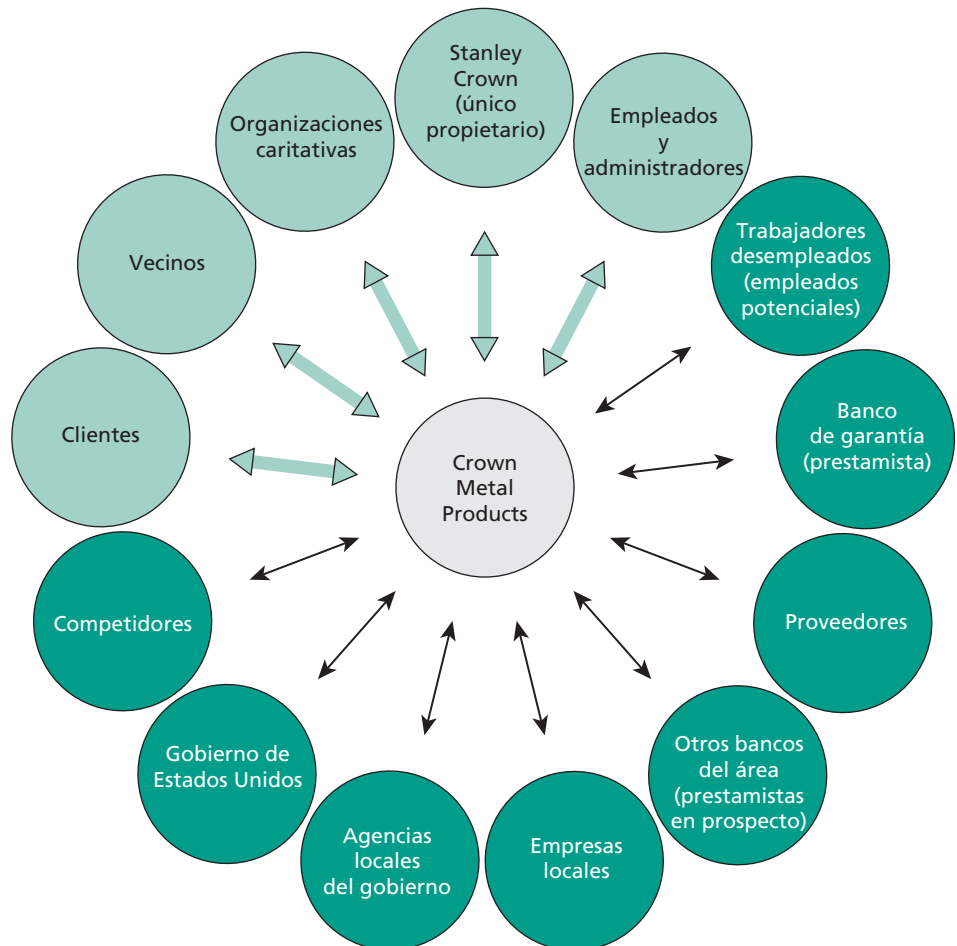 Stanley
Crown
(único
propietario)
Empleados
y
administradores
Trabajadores
desempleados
(empleados
potenciales)
Banco
de garantía
(prestamista)
Proveedores
Otros bancos
del área
(prestamistas
en prospecto)
Empresas
locales
Agencias
locales
del gobierno
Gobierno de
Estados Unidos
Competidores
Clientes
Vecinos
Organizaciones
caritativas
Crown
Metal
Products